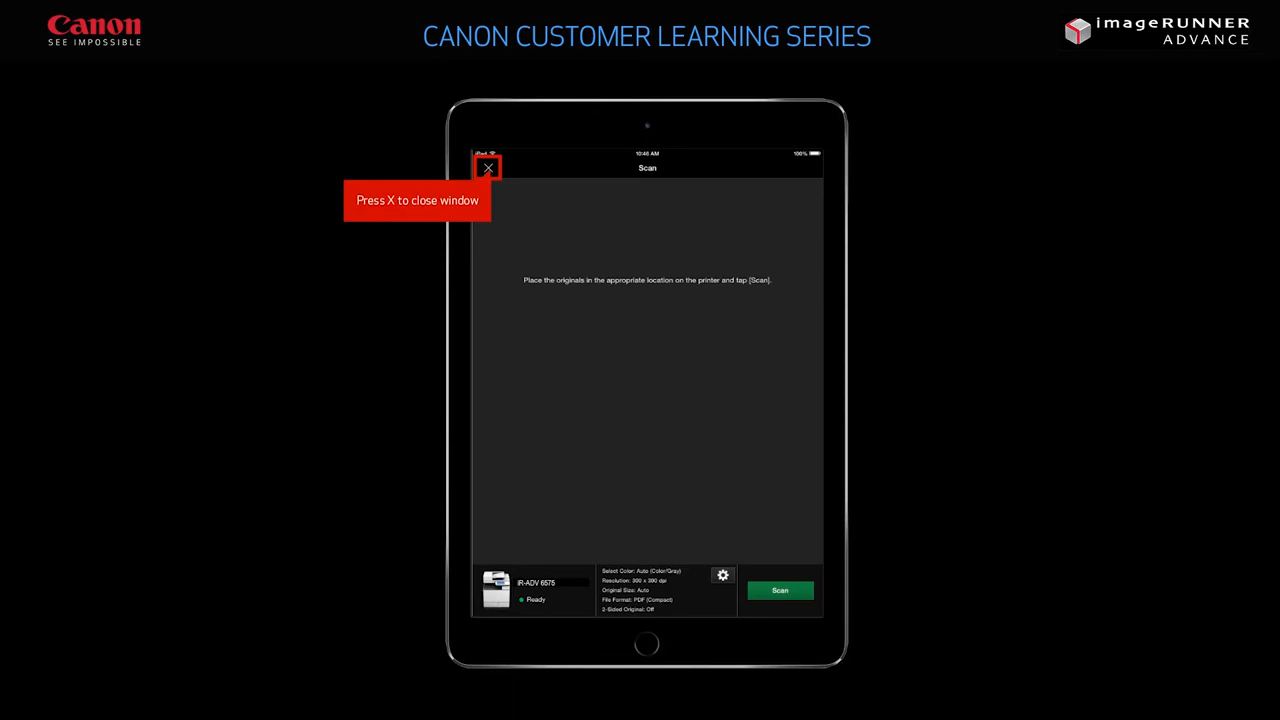 Canon
SEE IMPOSSIBLE
CANON CUSTOMER LEARNING SERIES
imageRUNNER
ADVANCE
iPad
10:46 AM
100%
Scan
Press X to close window
Place the originals in the appropriate location on the printer and tap [Scan].
iR-ADV 6575
Ready
Select Color: Auto (Color/Gray)
Resolution: 300 x 300 dpi
Original Size: Auto
File Format: PDF (Compact)
2-Sided Original: Off
Scan